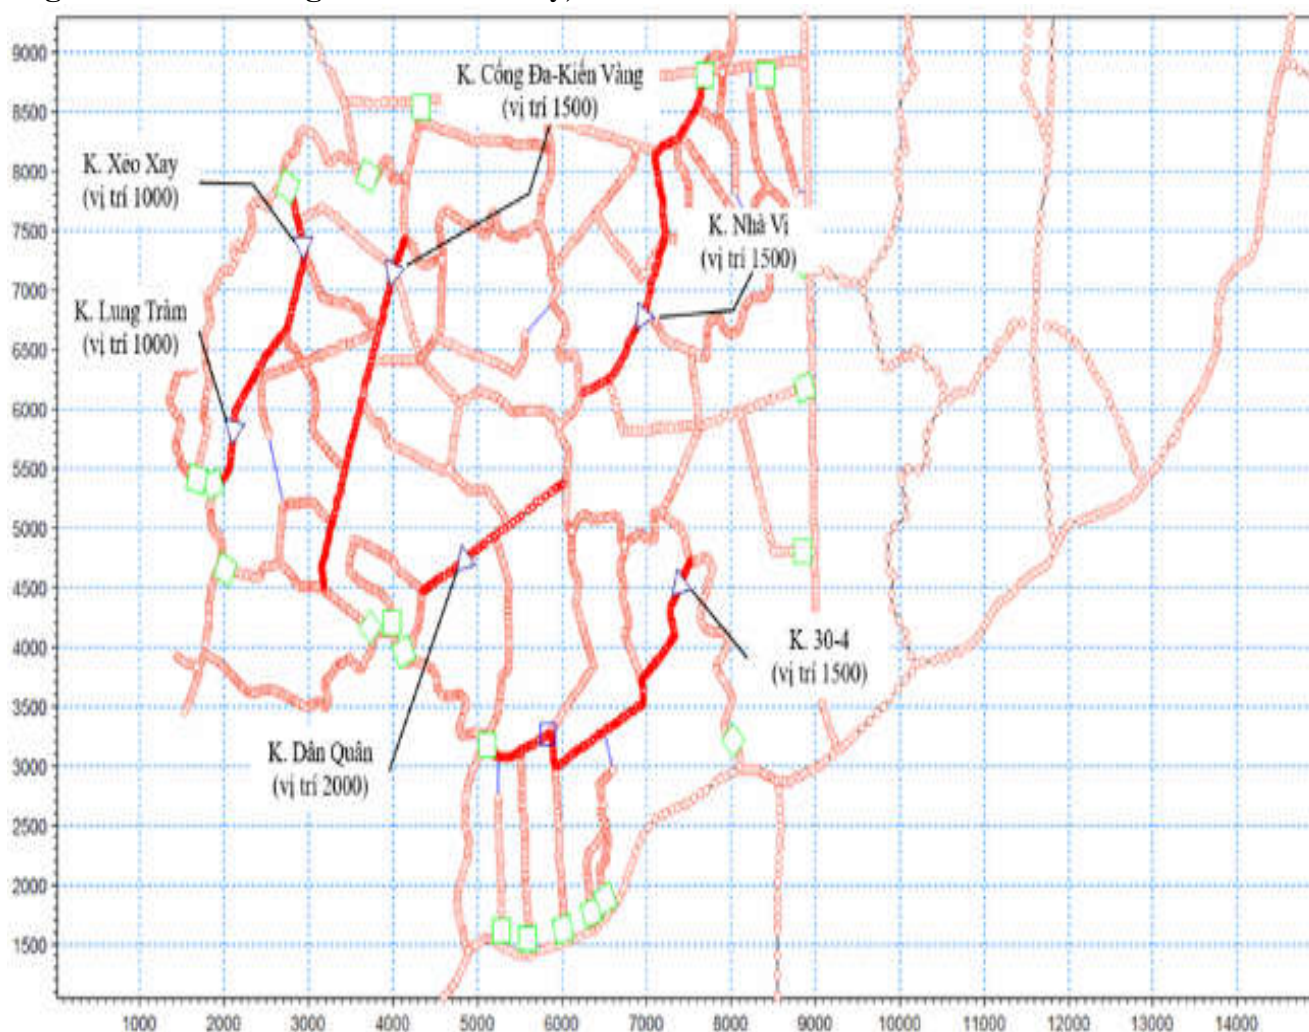 9000
8500
8000
7500
7000
6500
6000
5500
5000
4500
4000
3500
3000
2500
2000
1500
K. Cống Đa-Kiến Vàng
(vị trí 1500)
K. Xẻo Xay
(vị trí 1000)
K. Nhà Vi
(vị trí 1500)
K. Lung Tràm
(vị trí 1000)
K. 30-4
(vị trí 1500)
K. Dân Quân
(vị trí 2000)
1000 2000 3000 4000 5000 6000 7000 8000 9000 10000 11000 12000 13000 14000